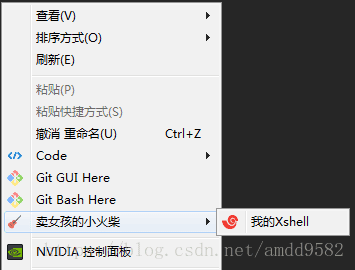 查看(V)
排序方式(O)
刷新(E)
粘贴(P)
粘贴快捷方式(S)
撤消 重命名(U) Ctrl+Z
Code
Git GUI Here
Git Bash Here
卖女孩的小火柴
我的Xshell
NVIDIA 控制面板
https://blog.csdn.net/amdd9582